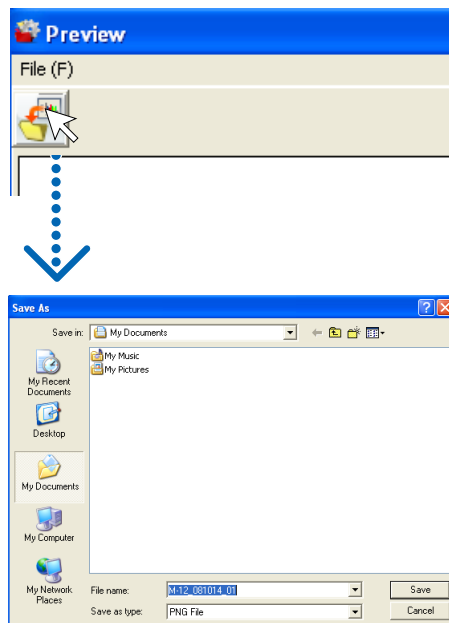 Preview
File (F)
Save As
Save in:
My Documents
My Music
My Pictures
My Recent
Documents
Desktop
My Documents
My Computer
My Network
Places
File name:
M-12_081014_01
Save
Save as type:
PNG File
Cancel